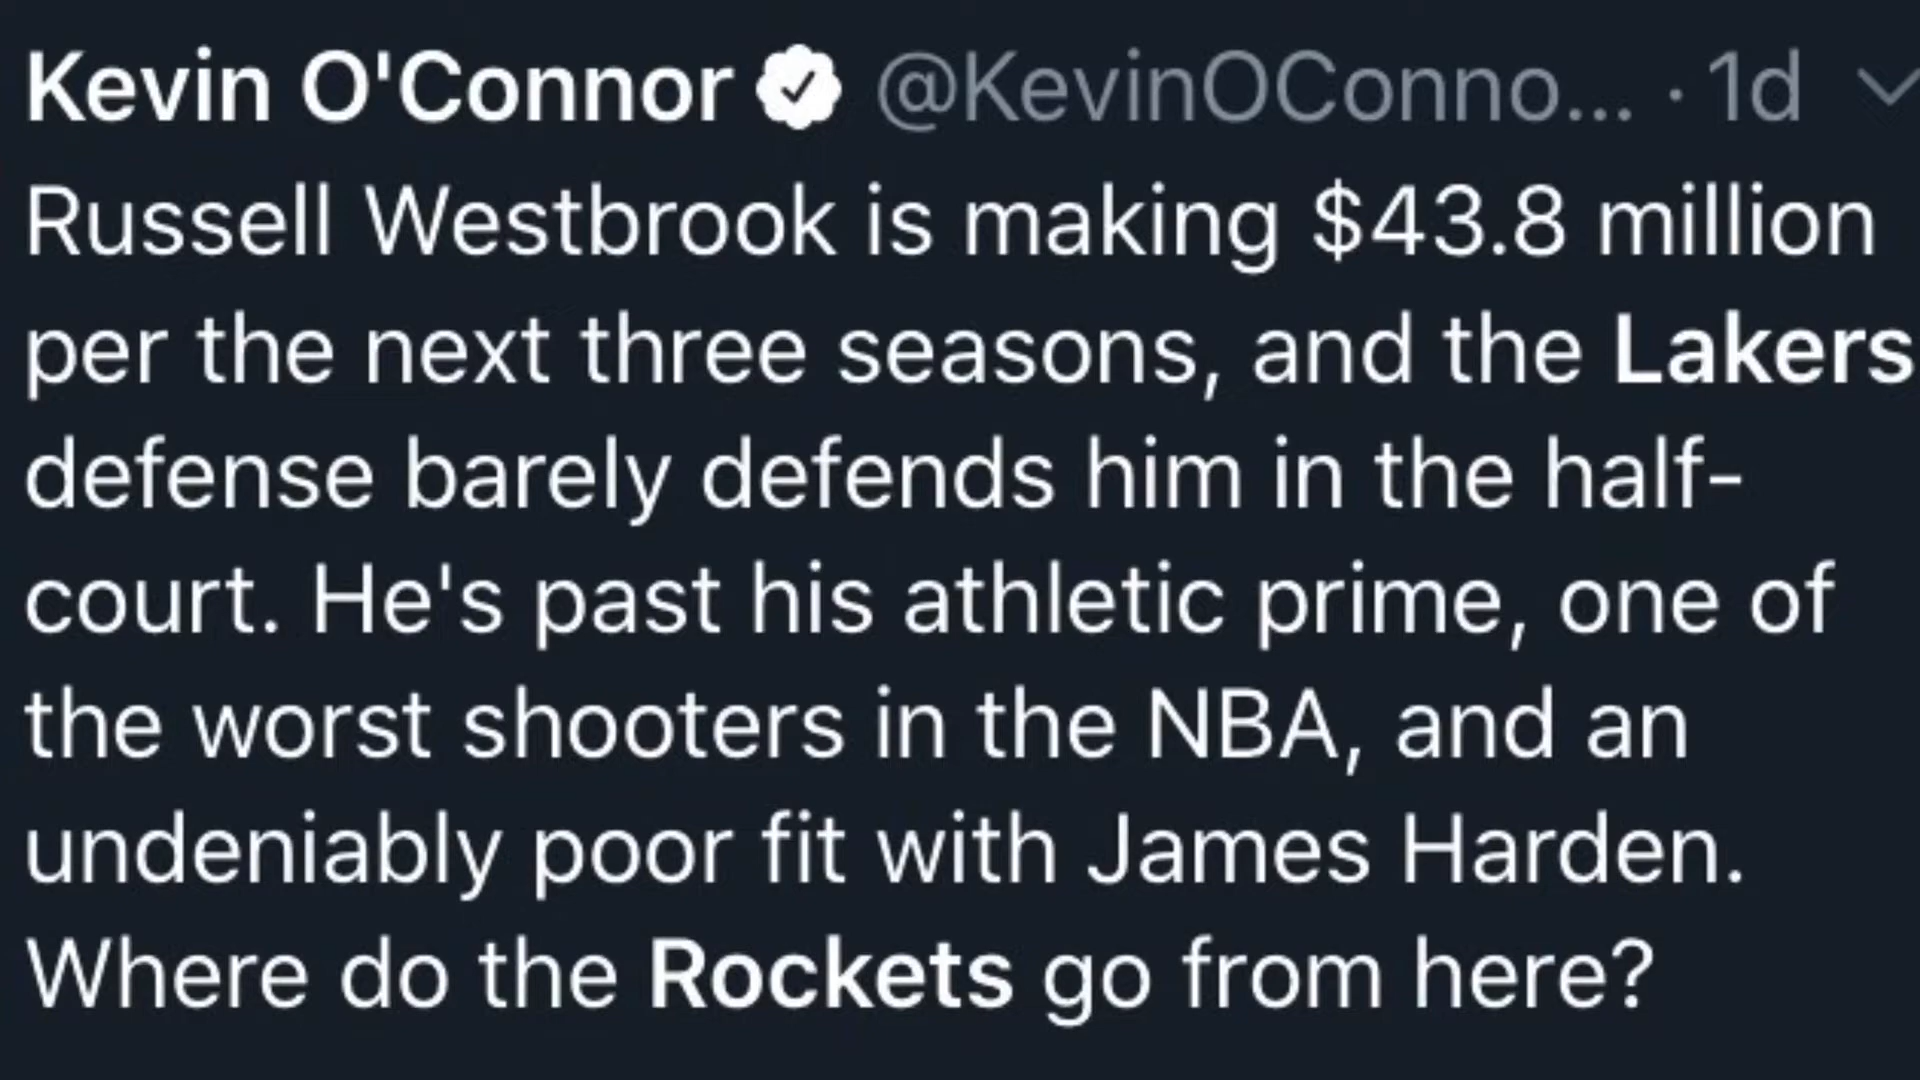 Kevin O'Connor @KevinOConno... · 1d
Russell Westbrook is making $43.8 million
per the next three seasons, and the Lakers
defense barely defends him in the half-
court. He's past his athletic prime, one of
the worst shooters in the NBA, and an
undeniably poor fit with James Harden.
Where do the Rockets go from here?